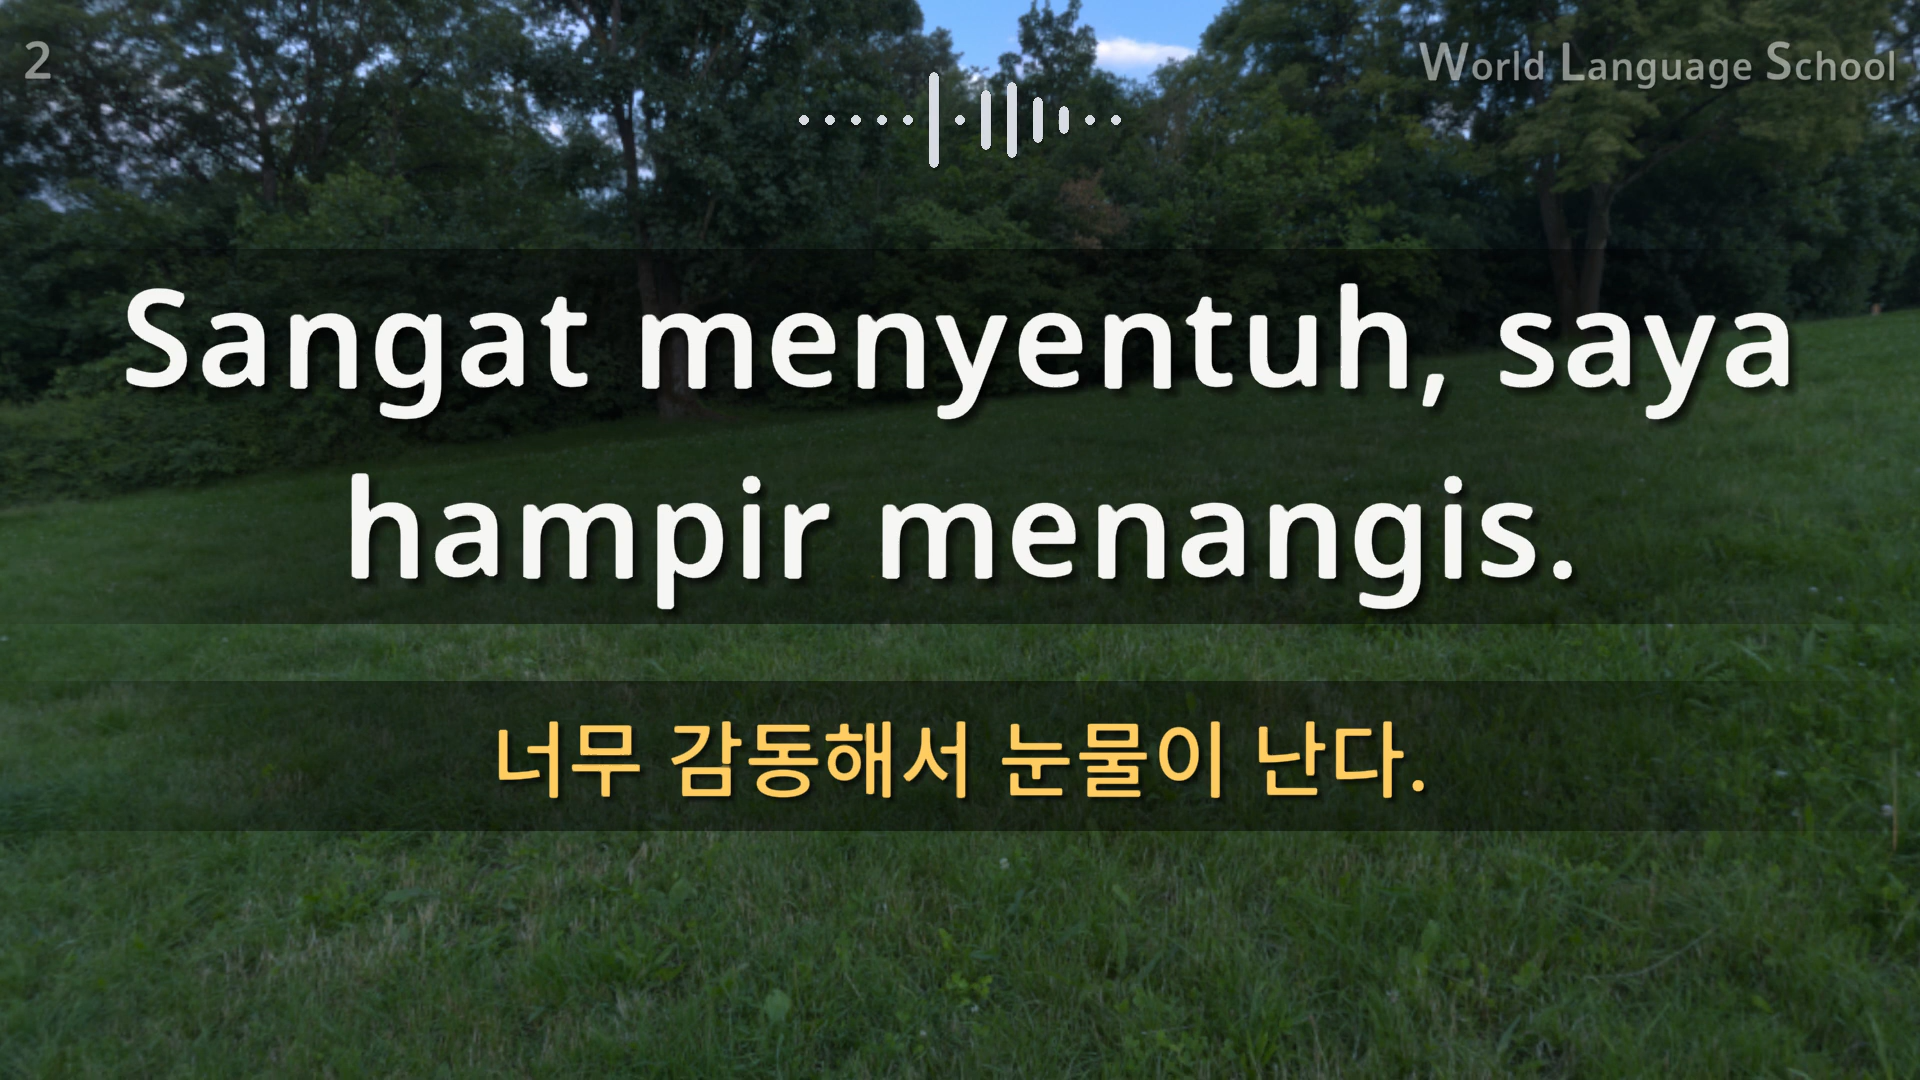 2
World Language School
Sangat menyentuh, saya
hampir menangis.
너무 감동해서 눈물이 난다.